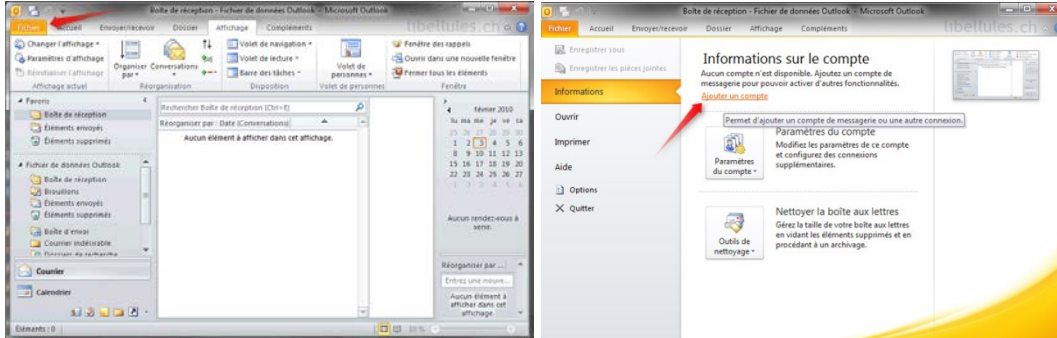 Boîte de réception - Fichier de données Outlook - Microsoft Outlook
Fichier Accueil Envoyer/recevoir Dossier Affichage Compléments
libellules.ch
Changer l'affichage
Paramètres d'affichage
Réinitialiser l'affichage
Affichage actuel
Organiser par
Conversations
Réorganisation
Volet de navigation
Volet de lecture
Barre des tâches
Disposition
Volet de personnes
Volet de personnes
Fenêtre des rappels
Ouvrir dans une nouvelle fenêtre
Fermer tous les éléments
Fenêtre
Favoris
Boîte de réception
Éléments envoyés
Éléments supprimés
Fichier de données Outlook
Boîte de réception
Brouillons
Éléments envoyés
Éléments supprimés
Boîte d'envoi
Courrier indésirable
Dossiers de recherche
Courrier
Calendrier
Éléments : 0
Rechercher Boîte de réception (Ctrl+E)
Réorganiser par : Date (Conversations)
Aucun élément à afficher dans cet affichage.
février 2010
lu ma me je ve sa
25 26 27 28 29 30
1 2 3 4 5 6
8 9 10 11 12 13
15 16 17 18 19 20
22 23 24 25 26 27
1 2 3 4 5 6
Aucun rendez-vous à
venir.
Réorganiser par ...
Entrez une nouve...
Aucun élément à
afficher dans cet
affichage.
10 %
Boîte de réception - Fichier de données Outlook - Microsoft Outlook
Fichier Accueil Envoyer/recevoir Dossier Affichage Compléments
libellules.ch
Enregistrer sous
Enregistrer les pièces jointes
Informations
Ouvrir
Imprimer
Aide
Options
Quitter
Informations sur le compte
Aucun compte n'est disponible. Ajoutez un compte de
messagerie pour pouvoir activer d'autres fonctionnalités.
Ajouter un compte
Permet d'ajouter un compte de messagerie ou une autre connexion.
Paramètres
du compte
Paramètres du compte
Modifiez les paramètres de ce compte
et configurez des connexions
supplémentaires.
Outils de
nettoyage
Nettoyer la boîte aux lettres
Gérez la taille de votre boîte aux lettres
en vidant les éléments supprimés et en
procédant à un archivage.